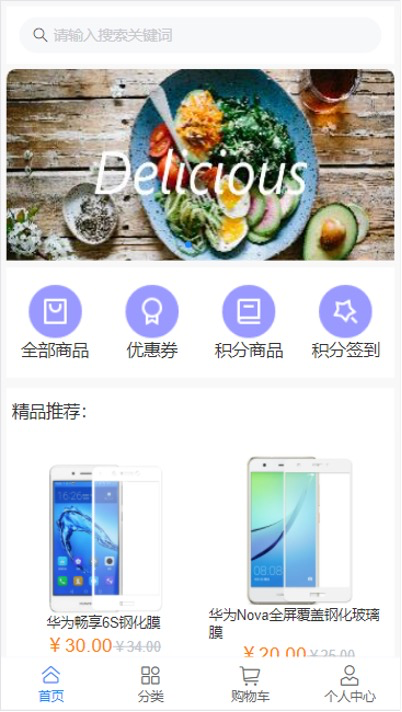 请输入搜索关键词
Delicious
全部商品 优惠券 积分商品 积分签到
精品推荐：
16:26
华为畅享6S钢化膜
￥30.00 ￥34.00
华为Nova全屏覆盖钢化玻璃
膜
￥20.00 ￥25.00
首页 分类 购物车 个人中心